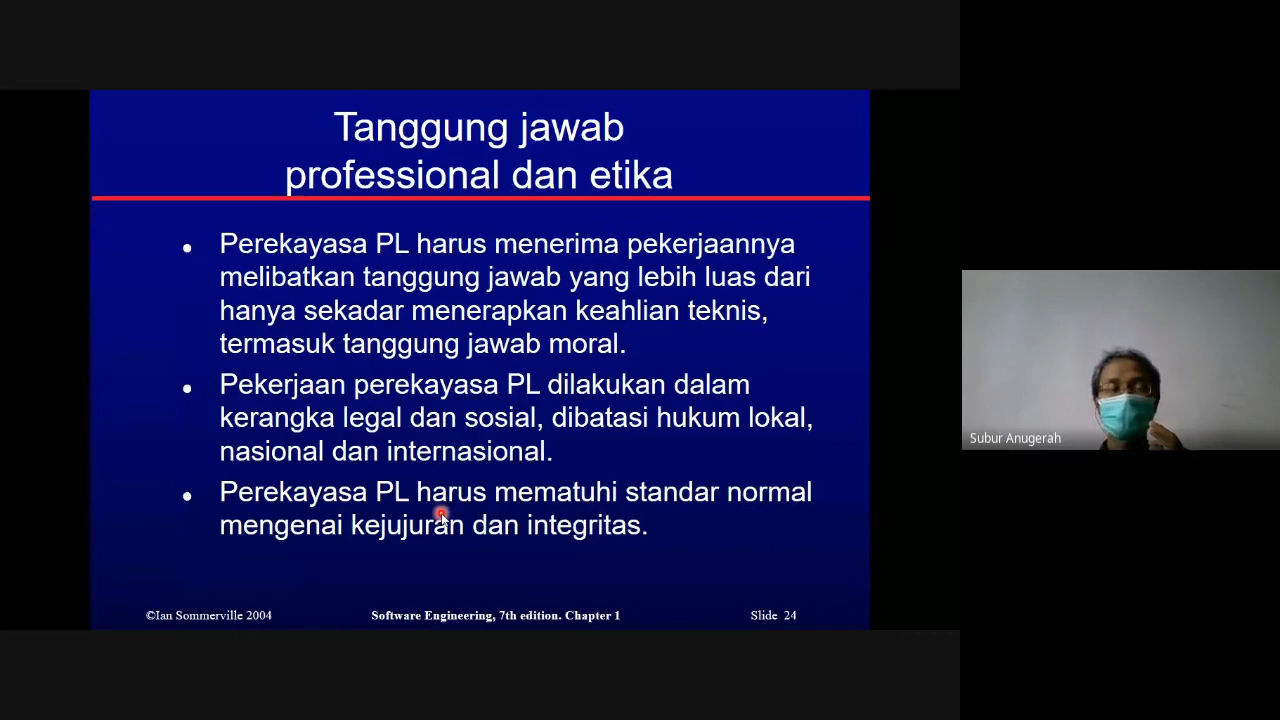 Tanggung jawab
professional dan etika
Perekayasa PL harus menerima pekerjaannya
melibatkan tanggung jawab yang lebih luas dari
hanya sekadar menerapkan keahlian teknis,
termasuk tanggung jawab moral.
Pekerjaan perekayasa PL dilakukan dalam
kerangka legal dan sosial, dibatasi hukum lokal,
nasional dan internasional.
Perekayasa PL harus mematuhi standar normal
mengenai kejujuran dan integritas.
©Ian Sommerville 2004
Software Engineering, 7th edition. Chapter 1
Slide 24
Subur Anugerah